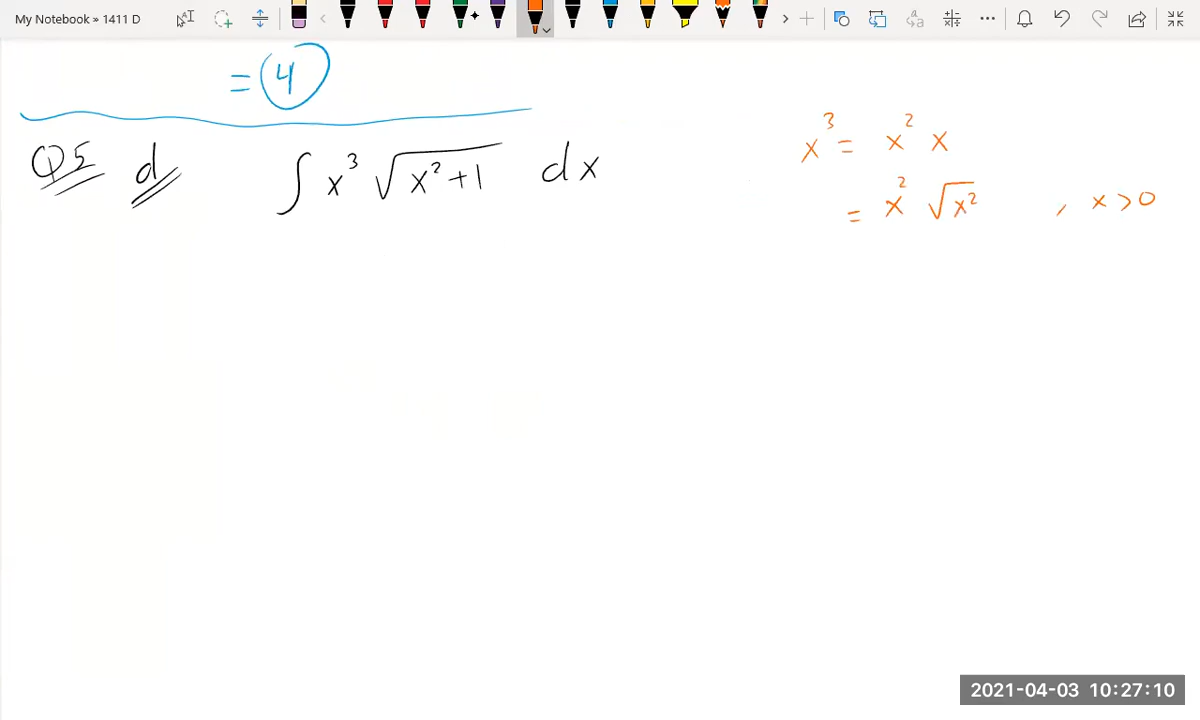 My Notebook » 1411 D
= 4
Q5 d ∫ x³ √(x²+1) dx
x³ = x² x
= x² √(x²) , x > 0
2021-04-03 10:27:10